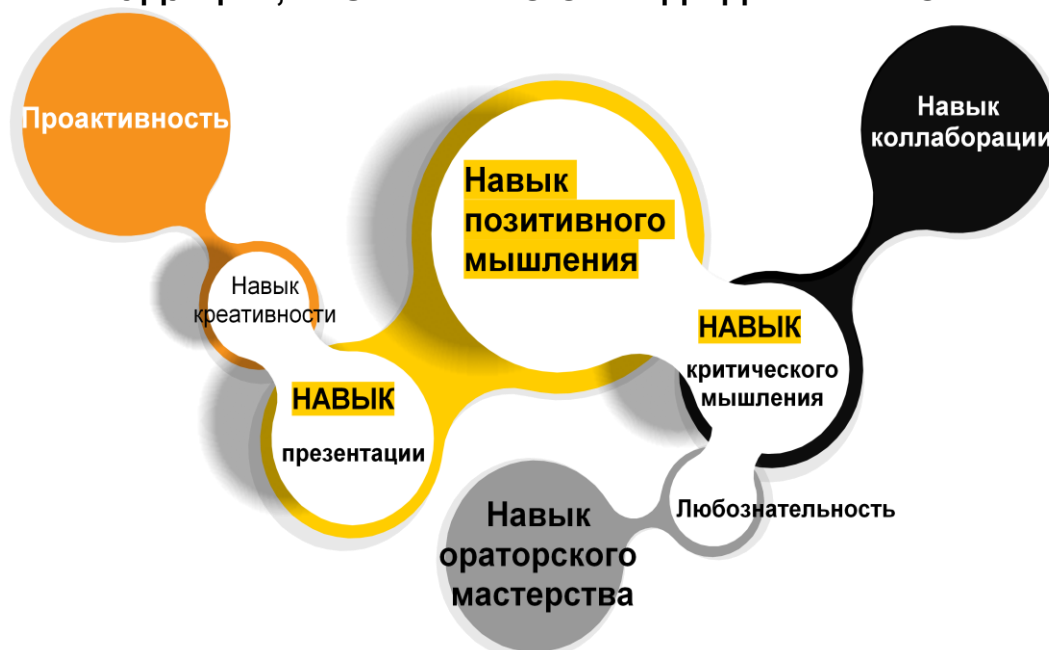 Проактивность
Навык
коллаборации
Навык
позитивного
мышления
Навык
креативности
НАВЫК
критического
мышления
НАВЫК
презентации
Любознательность
Навык
ораторского
мастерства